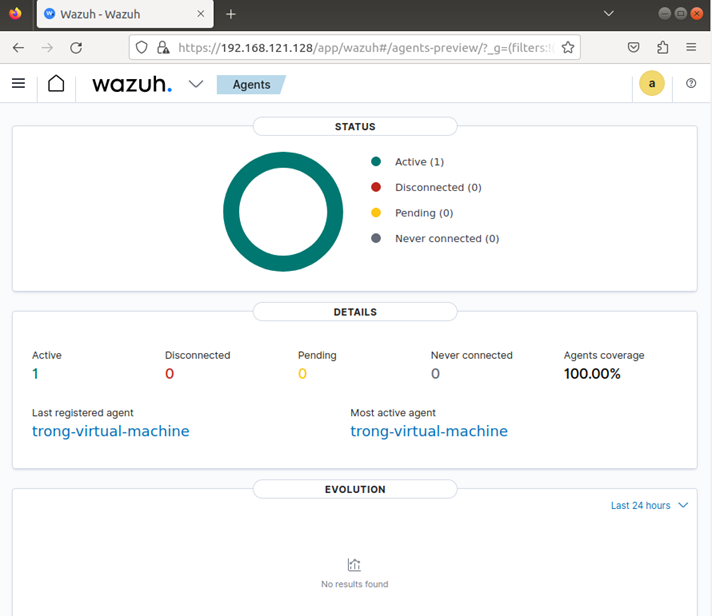 Wazuh - Wazuh
https://192.168.121.128/app/wazuh#/agents-preview/?_g=(filters:
wazuh. Agents a
STATUS
Active (1)
Disconnected (0)
Pending (0)
Never connected (0)
DETAILS
Active Disconnected Pending Never connected Agents coverage
1 0 0 0 100.00%
Last registered agent Most active agent
trong-virtual-machine trong-virtual-machine
EVOLUTION
Last 24 hours
No results found